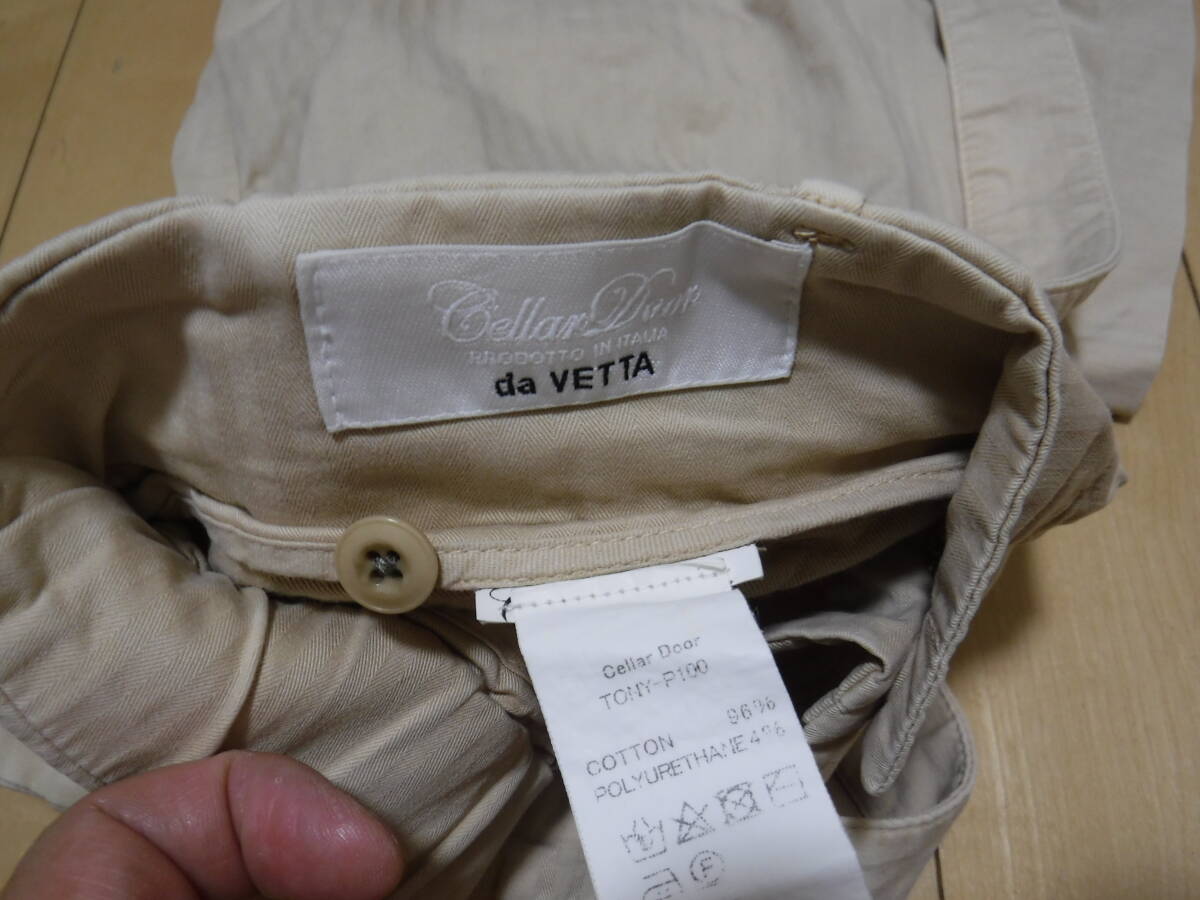 Cellar Door
PRODOTTO IN ITALIA
da VETTA
Cellar Door
TONY-P100
COTTON 96%
POLYURETHANE 4%
F